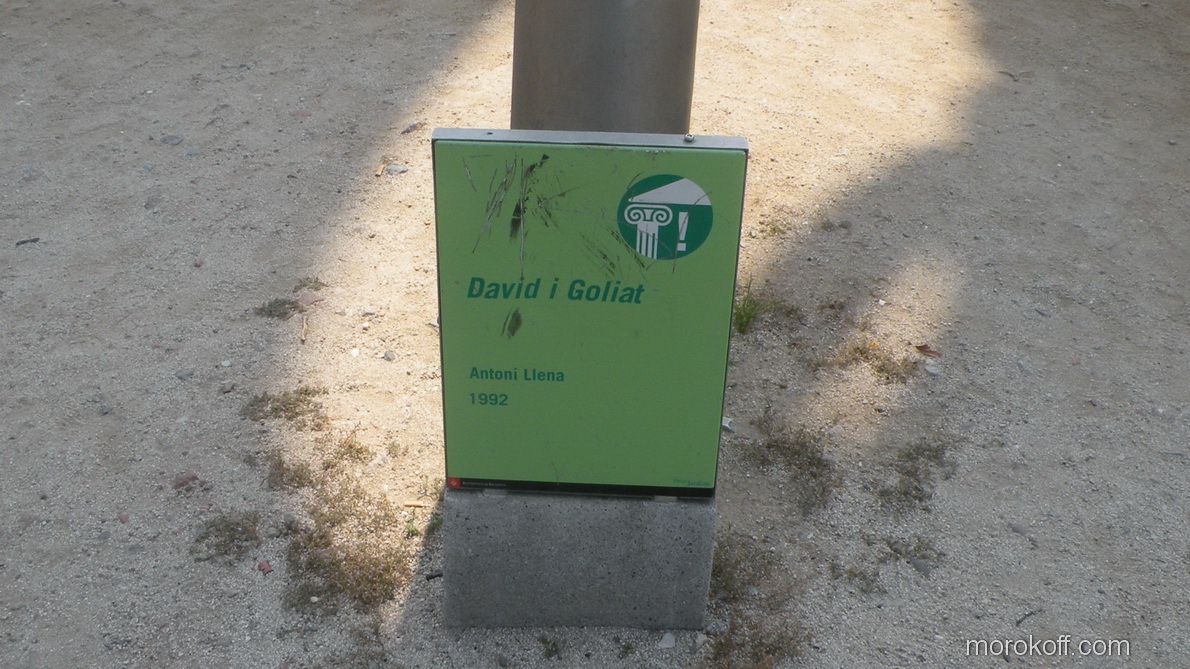 David i Goliat
Antoni Llena
1992
morokoff.com